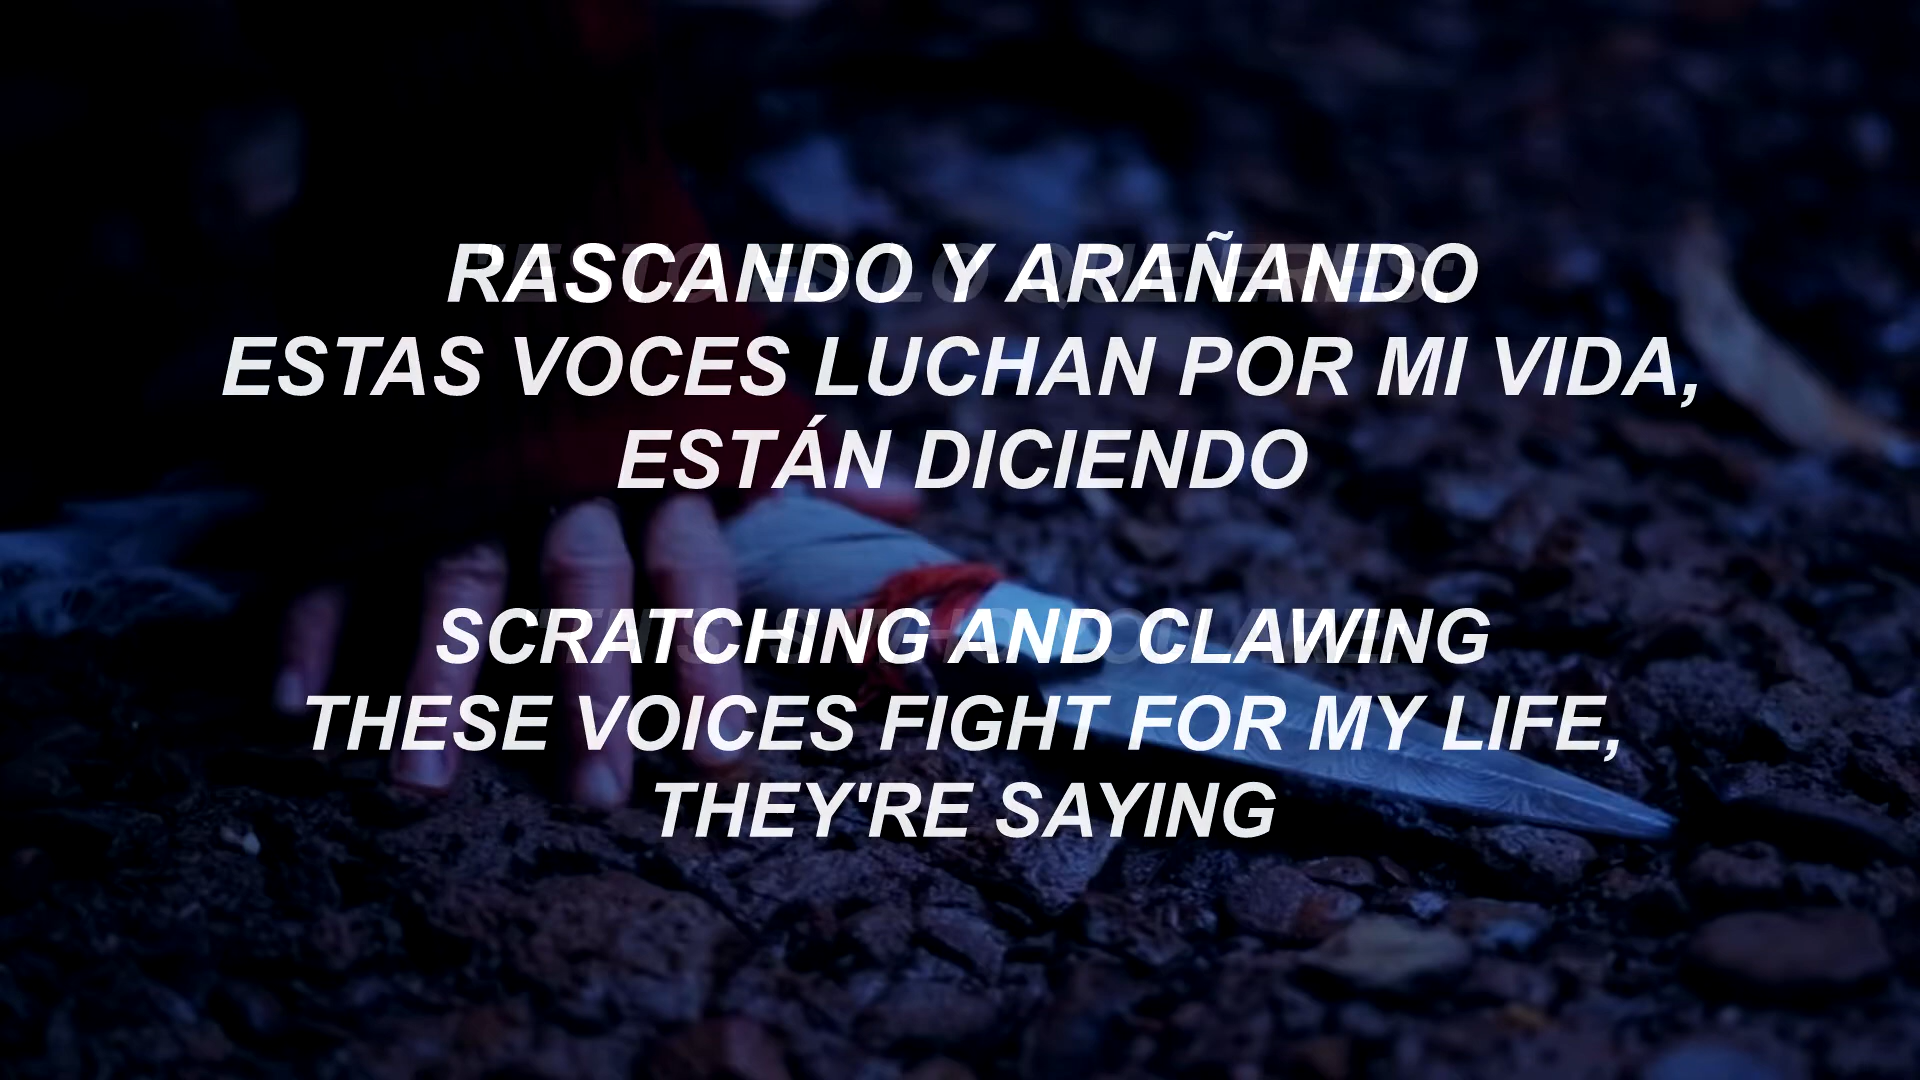 RASCANDO Y ARAÑANDO
ESTAS VOCES LUCHAN POR MI VIDA,
ESTÁN DICIENDO
SCRATCHING AND CLAWING
THESE VOICES FIGHT FOR MY LIFE,
THEY'RE SAYING